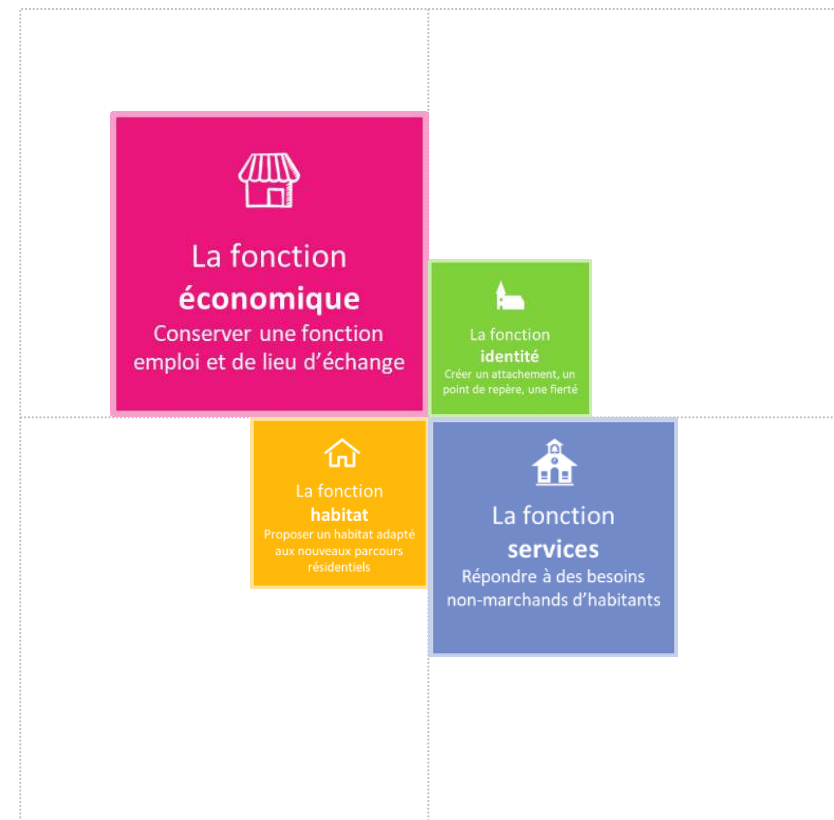 La fonction
économique
Conserver une fonction
emploi et de lieu d'échange
La fonction
identité
Créer un attachement, un
point de repère, une fierté
La fonction
habitat
Proposer un habitat adapté
aux nouveaux parcours
résidentiels
La fonction
services
Répondre à des besoins
non-marchands d'habitants